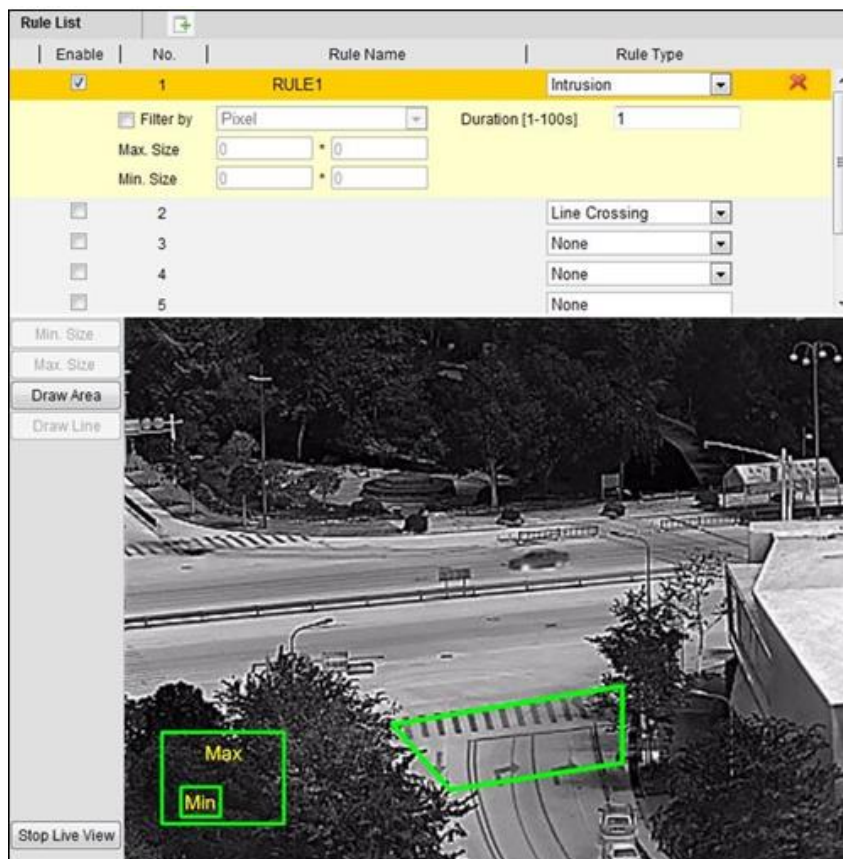 Rule List
Enable No. Rule Name Rule Type
1 RULE1 Intrusion
Filter by Pixel Duration [1-100s] 1
Max. Size 0 * 0
Min. Size 0 * 0
2 Line Crossing
3 None
4 None
5 None
Min. Size
Max. Size
Draw Area
Draw Line
Max
Min
Stop Live View